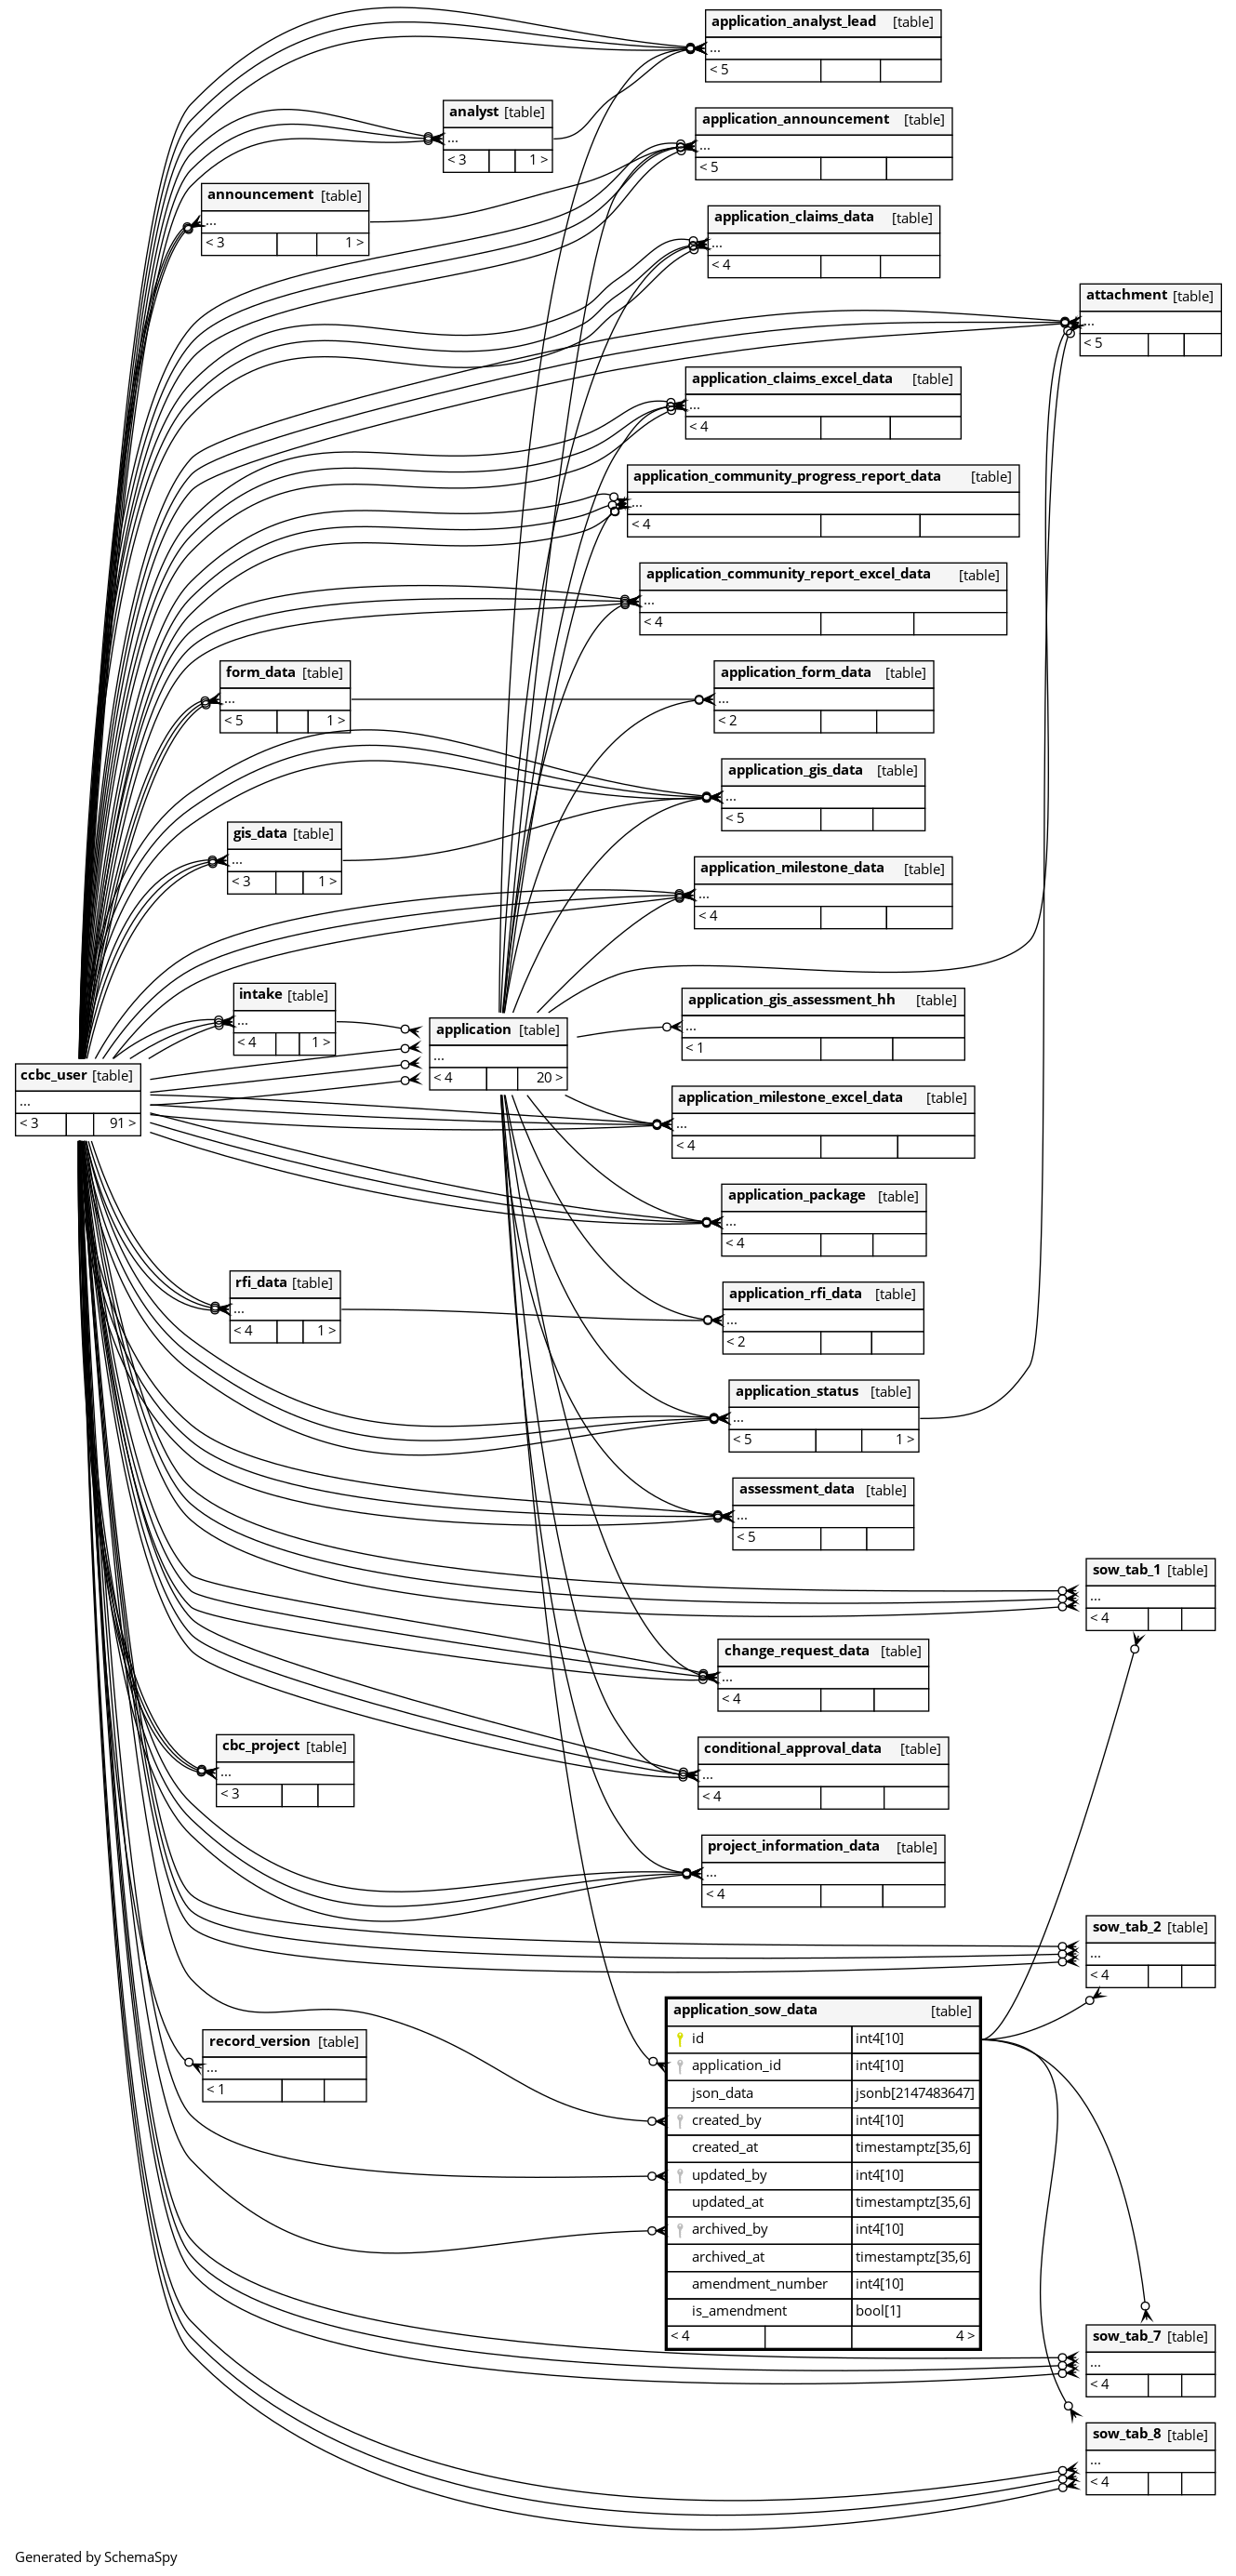 application_analyst_lead [table]
...
< 5
analyst [table]
...
< 3 1 >
application_announcement [table]
...
< 5
announcement [table]
...
< 3 1 >
application_claims_data [table]
...
< 4
attachment [table]
...
< 5
application_claims_excel_data [table]
...
< 4
application_community_progress_report_data [table]
...
< 4
application_community_report_excel_data [table]
...
< 4
form_data [table]
...
< 5 1 >
application_form_data [table]
...
< 2
application_gis_data [table]
...
< 5
gis_data [table]
...
< 3 1 >
application_milestone_data [table]
...
< 4
intake [table]
...
< 4 1 >
application_gis_assessment_hh [table]
...
< 1
application [table]
...
< 4 20 >
ccbc_user [table]
...
< 3 91 >
application_milestone_excel_data [table]
...
< 4
application_package [table]
...
< 4
rfi_data [table]
...
< 4 1 >
application_rfi_data [table]
...
< 2
application_status [table]
...
< 5 1 >
assessment_data [table]
...
< 5
sow_tab_1 [table]
...
< 4
change_request_data [table]
...
< 4
cbc_project [table]
...
< 3
conditional_approval_data [table]
...
< 4
project_information_data [table]
...
< 4
sow_tab_2 [table]
...
< 4
application_sow_data [table]
id int4[10]
application_id int4[10]
json_data jsonb[2147483647]
created_by int4[10]
created_at timestamptz[35,6]
updated_by int4[10]
updated_at timestamptz[35,6]
archived_by int4[10]
archived_at timestamptz[35,6]
amendment_number int4[10]
is_amendment bool[1]
< 4 4 >
record_version [table]
...
< 1
sow_tab_7 [table]
...
< 4
sow_tab_8 [table]
...
< 4
Generated by SchemaSpy